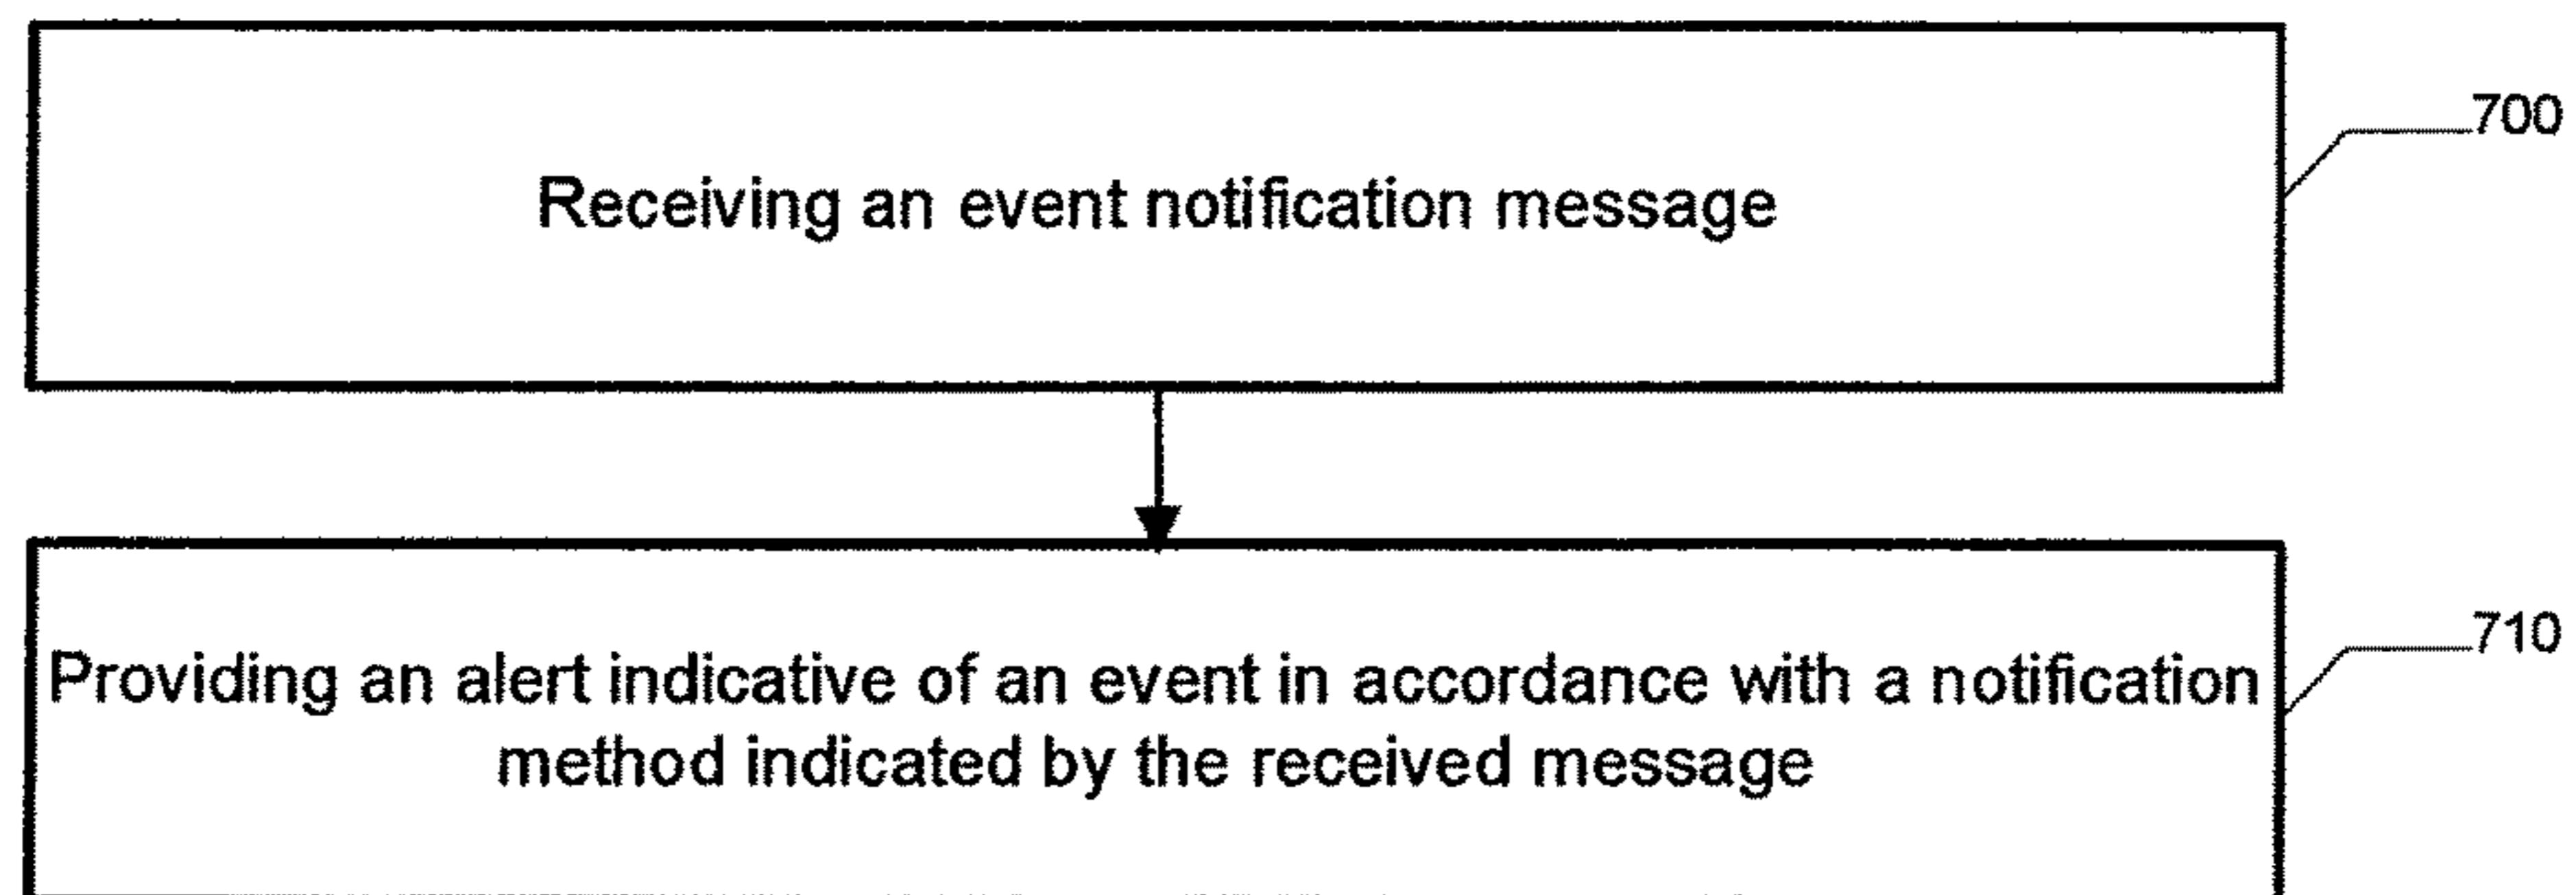 700
Receiving an event notification message
710
Providing an alert indicative of an event in accordance with a notification
method indicated by the received message